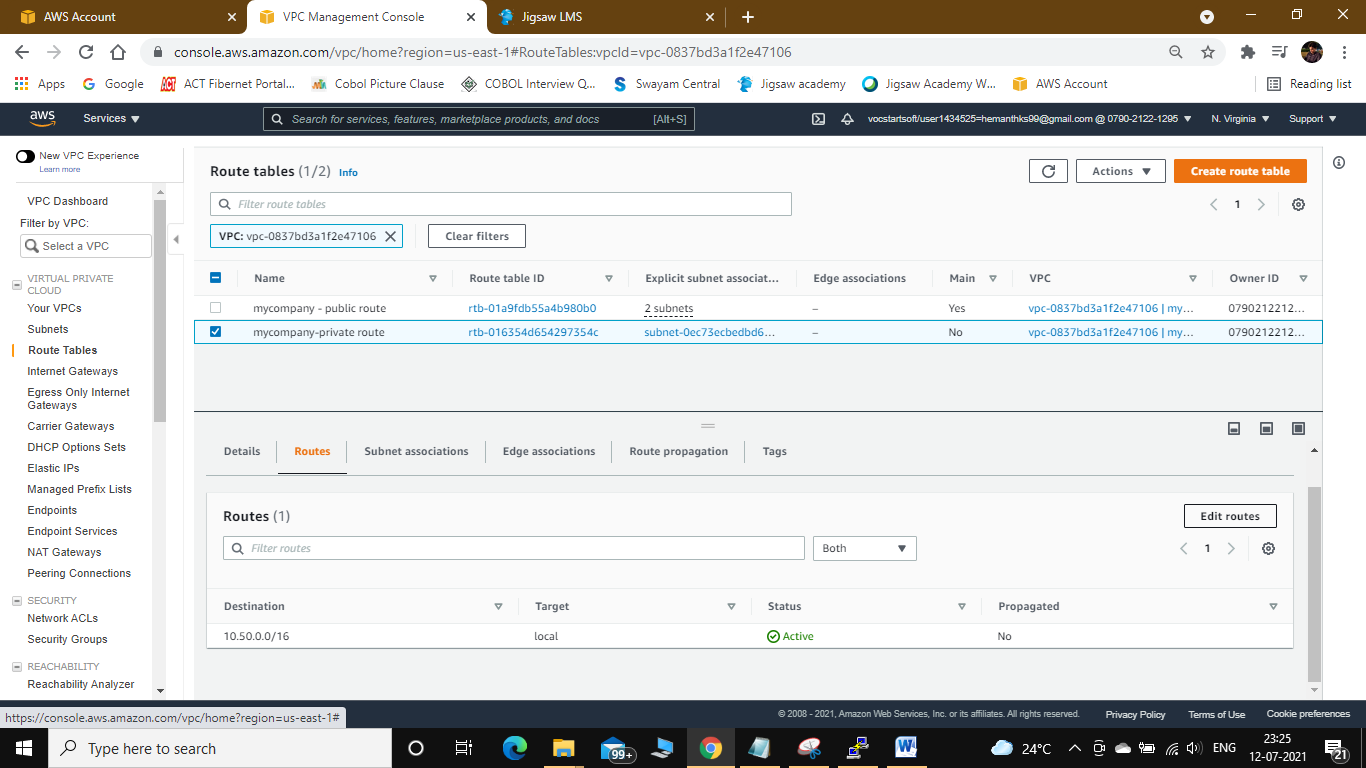 AWS Account
VPC Management Console
Jigsaw LMS
console.aws.amazon.com/vpc/home?region=us-east-1#RouteTables:vpcId=vpc-0837bd3a1f2e47106
Apps
Google
ACT Fibernet Portal...
Cobol Picture Clause
COBOL Interview Q...
Swayam Central
Jigsaw academy
Jigsaw Academy W...
AWS Account
Reading list
aws
Services
Search for services, features, marketplace products, and docs
[Alt+S]
vocstartsoft/user1434525=hemanthks99@gmail.com @ 0790-2122-1295
N. Virginia
Support
New VPC Experience
Learn more
VPC Dashboard
Filter by VPC:
Select a VPC
VIRTUAL PRIVATE
CLOUD
Your VPCs
Subnets
Route Tables
Internet Gateways
Egress Only Internet
Gateways
Carrier Gateways
DHCP Options Sets
Elastic IPs
Managed Prefix Lists
Endpoints
Endpoint Services
NAT Gateways
Peering Connections
SECURITY
Network ACLs
Security Groups
REACHABILITY
Reachability Analyzer
Route tables (1/2) Info
Actions
Create route table
Filter route tables
1
VPC: vpc-0837bd3a1f2e47106
Clear filters
Name Route table ID Explicit subnet associat... Edge associations Main VPC Owner ID
mycompany - public route rtb-01a9fdb55a4b980b0 2 subnets – Yes vpc-0837bd3a1f2e47106 | my... 0790212212...
mycompany-private route rtb-016354d654297354c subnet-0ec73ecbedbd6... – No vpc-0837bd3a1f2e47106 | my... 0790212212...
Details Routes Subnet associations Edge associations Route propagation Tags
Routes (1)
Edit routes
Filter routes
Both
1
Destination Target Status Propagated
10.50.0.0/16 local Active No
https://console.aws.amazon.com/vpc/home?region=us-east-1#
© 2008 - 2021, Amazon Web Services, Inc. or its affiliates. All rights reserved.
Privacy Policy
Terms of Use
Cookie preferences
Type here to search
99+
24°C
ENG
23:25
12-07-2021
21